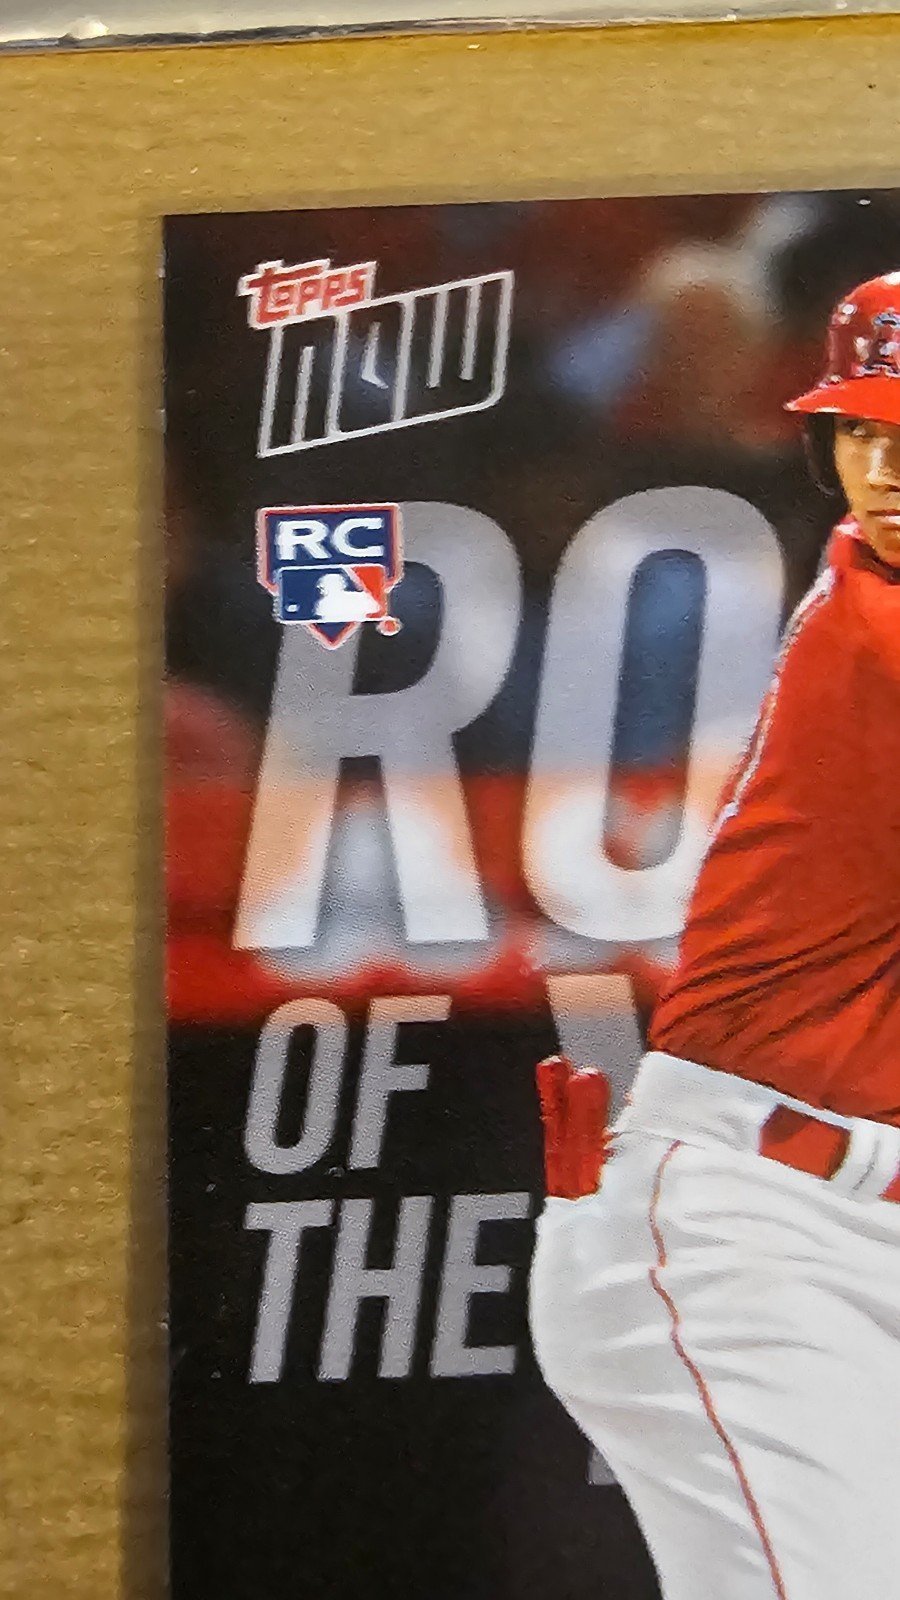 Topps
NOW
RC
RO
OF
THE